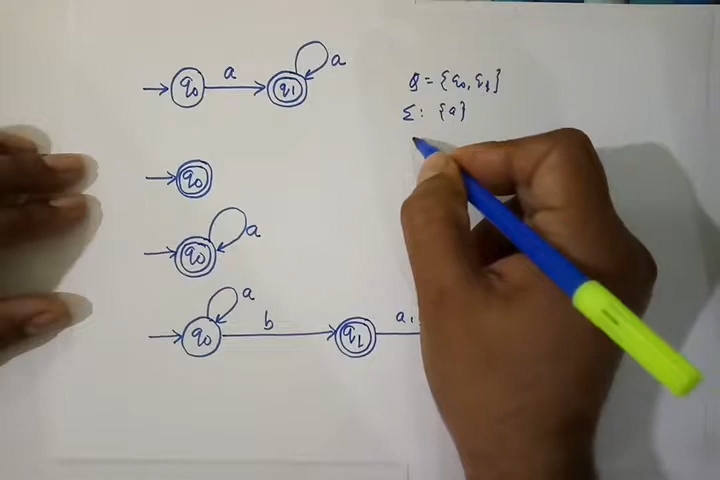 a a
q0 q1
Q = {q0, q1}
Σ: {a}
q0
a
q0
a
b a,
q0 q1